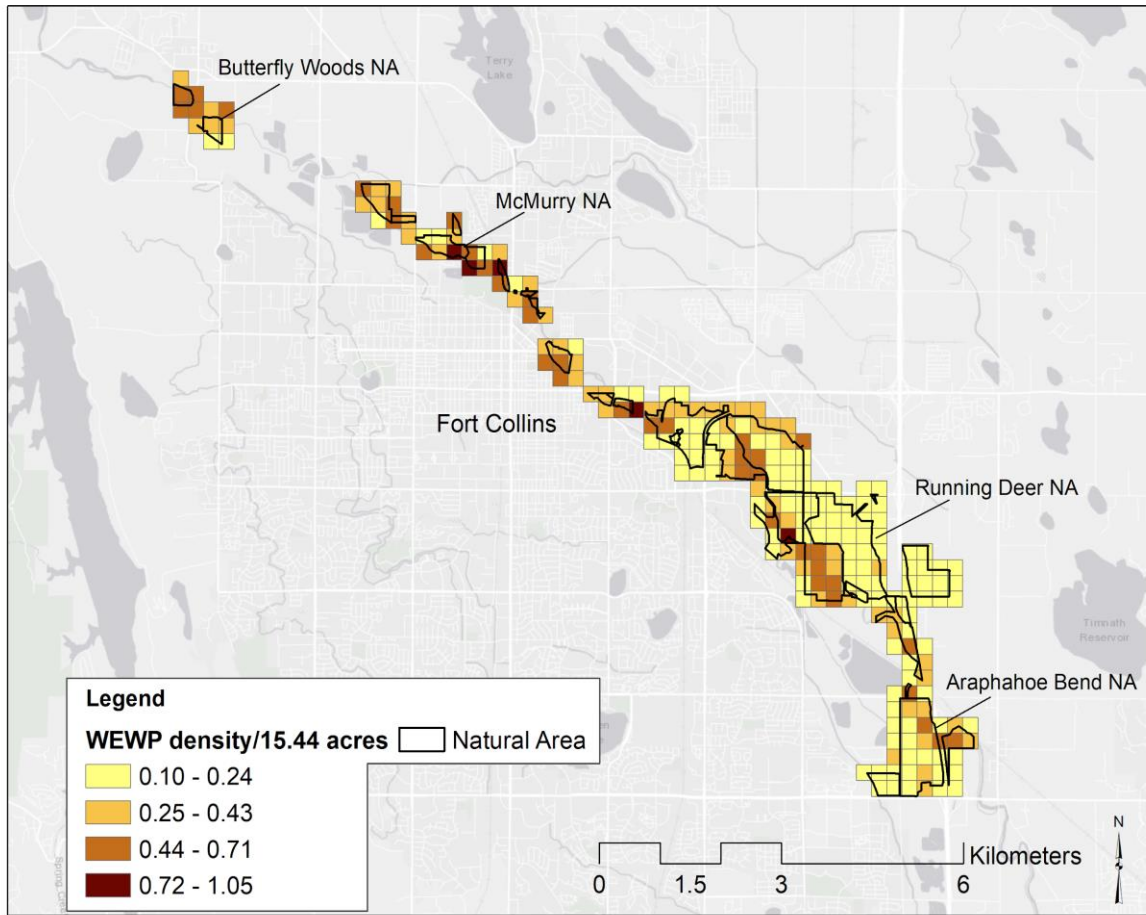 Butterfly Woods NA
Terry
Lake
McMurry NA
Fort Collins
Running Deer NA
Timnath
Reservoir
Araphahoe Bend NA
Legend
WEWP density/15.44 acres
Natural Area
0.10 - 0.24
0.25 - 0.43
0.44 - 0.71
0.72 - 1.05
N
Kilometers
0 1.5 3 6